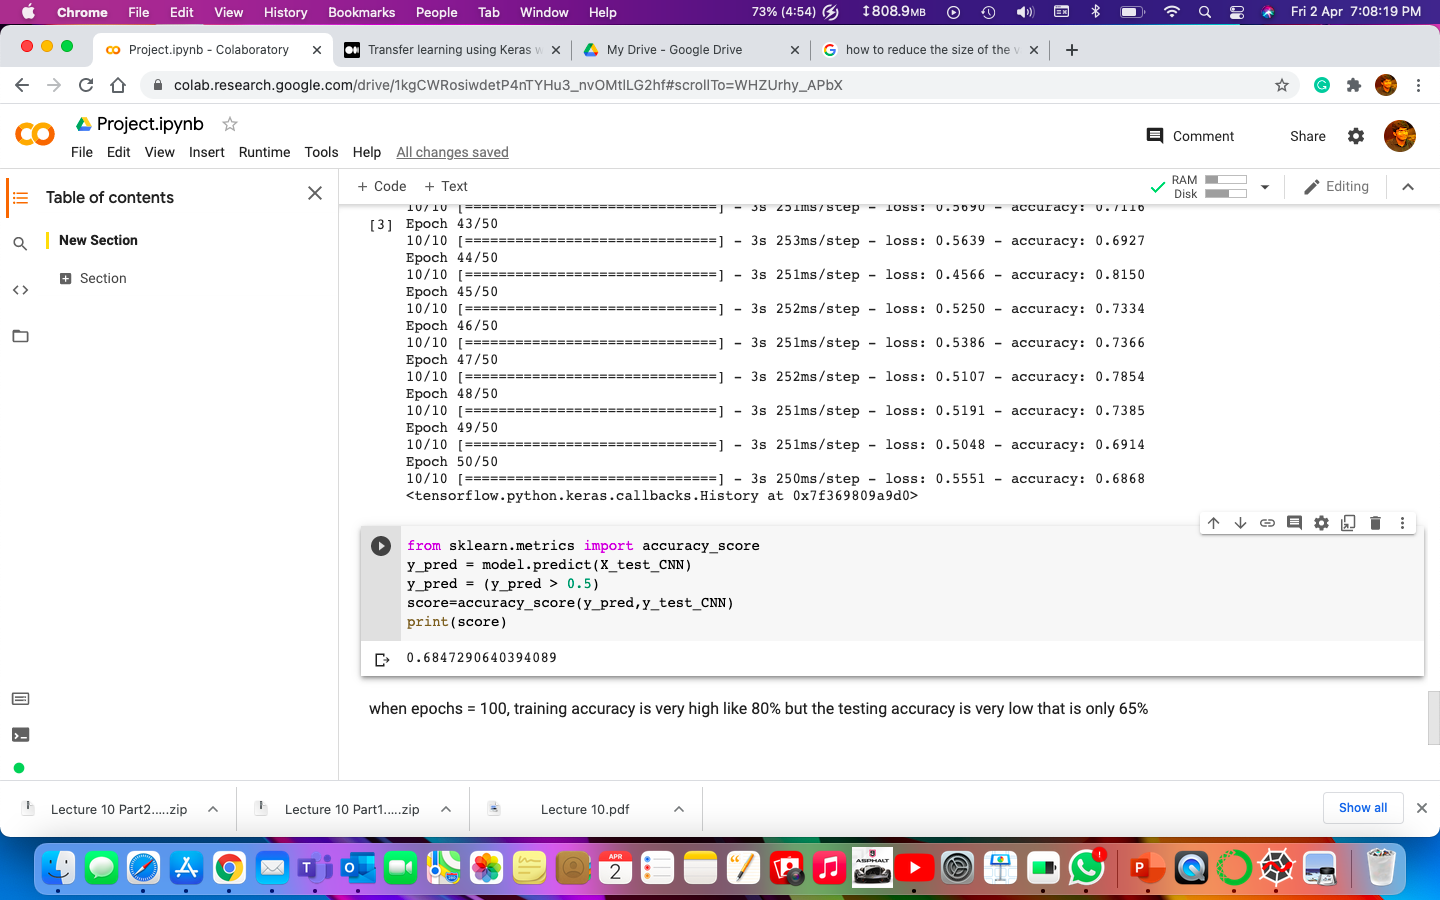 Chrome File Edit View History Bookmarks People Tab Window Help 73% (4:54) 808.9MB Fri 2 Apr 7:08:19 PM
Project.ipynb - Colaboratory Transfer learning using Keras w My Drive - Google Drive how to reduce the size of the v
colab.research.google.com/drive/1kgCWRosiwdetP4nTYHu3_nvOMtlLG2hf#scrollTo=WHZUrhy_APbX
Project.ipynb
Comment Share
File Edit View Insert Runtime Tools Help All changes saved
Table of contents
+ Code + Text
RAM
Disk
Editing
New Section
Section
10/10 [==============================] - 3s 251ms/step - loss: 0.5690 - accuracy: 0.7116
[3] Epoch 43/50
10/10 [==============================] - 3s 253ms/step - loss: 0.5639 - accuracy: 0.6927
Epoch 44/50
10/10 [==============================] - 3s 251ms/step - loss: 0.4566 - accuracy: 0.8150
Epoch 45/50
10/10 [==============================] - 3s 252ms/step - loss: 0.5250 - accuracy: 0.7334
Epoch 46/50
10/10 [==============================] - 3s 251ms/step - loss: 0.5386 - accuracy: 0.7366
Epoch 47/50
10/10 [==============================] - 3s 252ms/step - loss: 0.5107 - accuracy: 0.7854
Epoch 48/50
10/10 [==============================] - 3s 251ms/step - loss: 0.5191 - accuracy: 0.7385
Epoch 49/50
10/10 [==============================] - 3s 251ms/step - loss: 0.5048 - accuracy: 0.6914
Epoch 50/50
10/10 [==============================] - 3s 250ms/step - loss: 0.5551 - accuracy: 0.6868
<tensorflow.python.keras.callbacks.History at 0x7f369809a9d0>
from sklearn.metrics import accuracy_score
y_pred = model.predict(X_test_CNN)
y_pred = (y_pred > 0.5)
score=accuracy_score(y_pred,y_test_CNN)
print(score)
0.6847290640394089
when epochs = 100, training accuracy is very high like 80% but the testing accuracy is very low that is only 65%
Lecture 10 Part2.....zip Lecture 10 Part1.....zip Lecture 10.pdf Show all
APR
2
ASPHALT